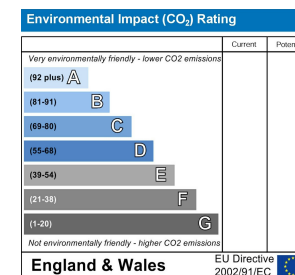 Environmental Impact (CO₂) Rating
Current Poten
Very environmentally friendly - lower CO2 emissions
(92 plus) A
(81-91) B
(69-80) C
(55-68) D
(39-54) E
(21-38) F
(1-20) G
Not environmentally friendly - higher CO2 emissions
England & Wales
EU Directive
2002/91/EC